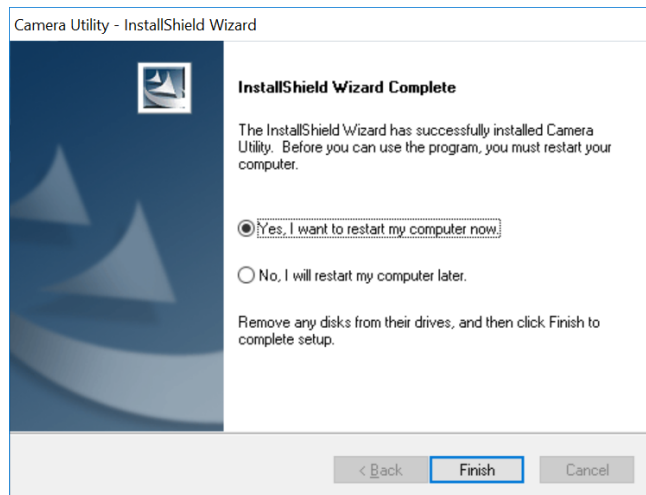 Camera Utility - InstallShield Wizard
InstallShield Wizard Complete
The InstallShield Wizard has successfully installed Camera
Utility. Before you can use the program, you must restart your
computer.
Yes, I want to restart my computer now.
No, I will restart my computer later.
Remove any disks from their drives, and then click Finish to
complete setup.
< Back Finish Cancel